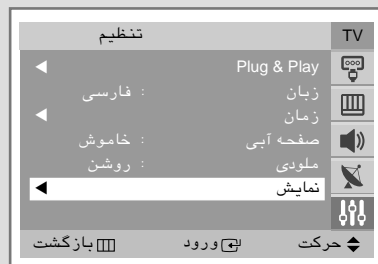 TV
تنظیم
Plug & Play
زبان : فارسی
زمان
صفحه آبی : خاموش
ملودی : روشن
نمایش
حرکت ورود بازگشت